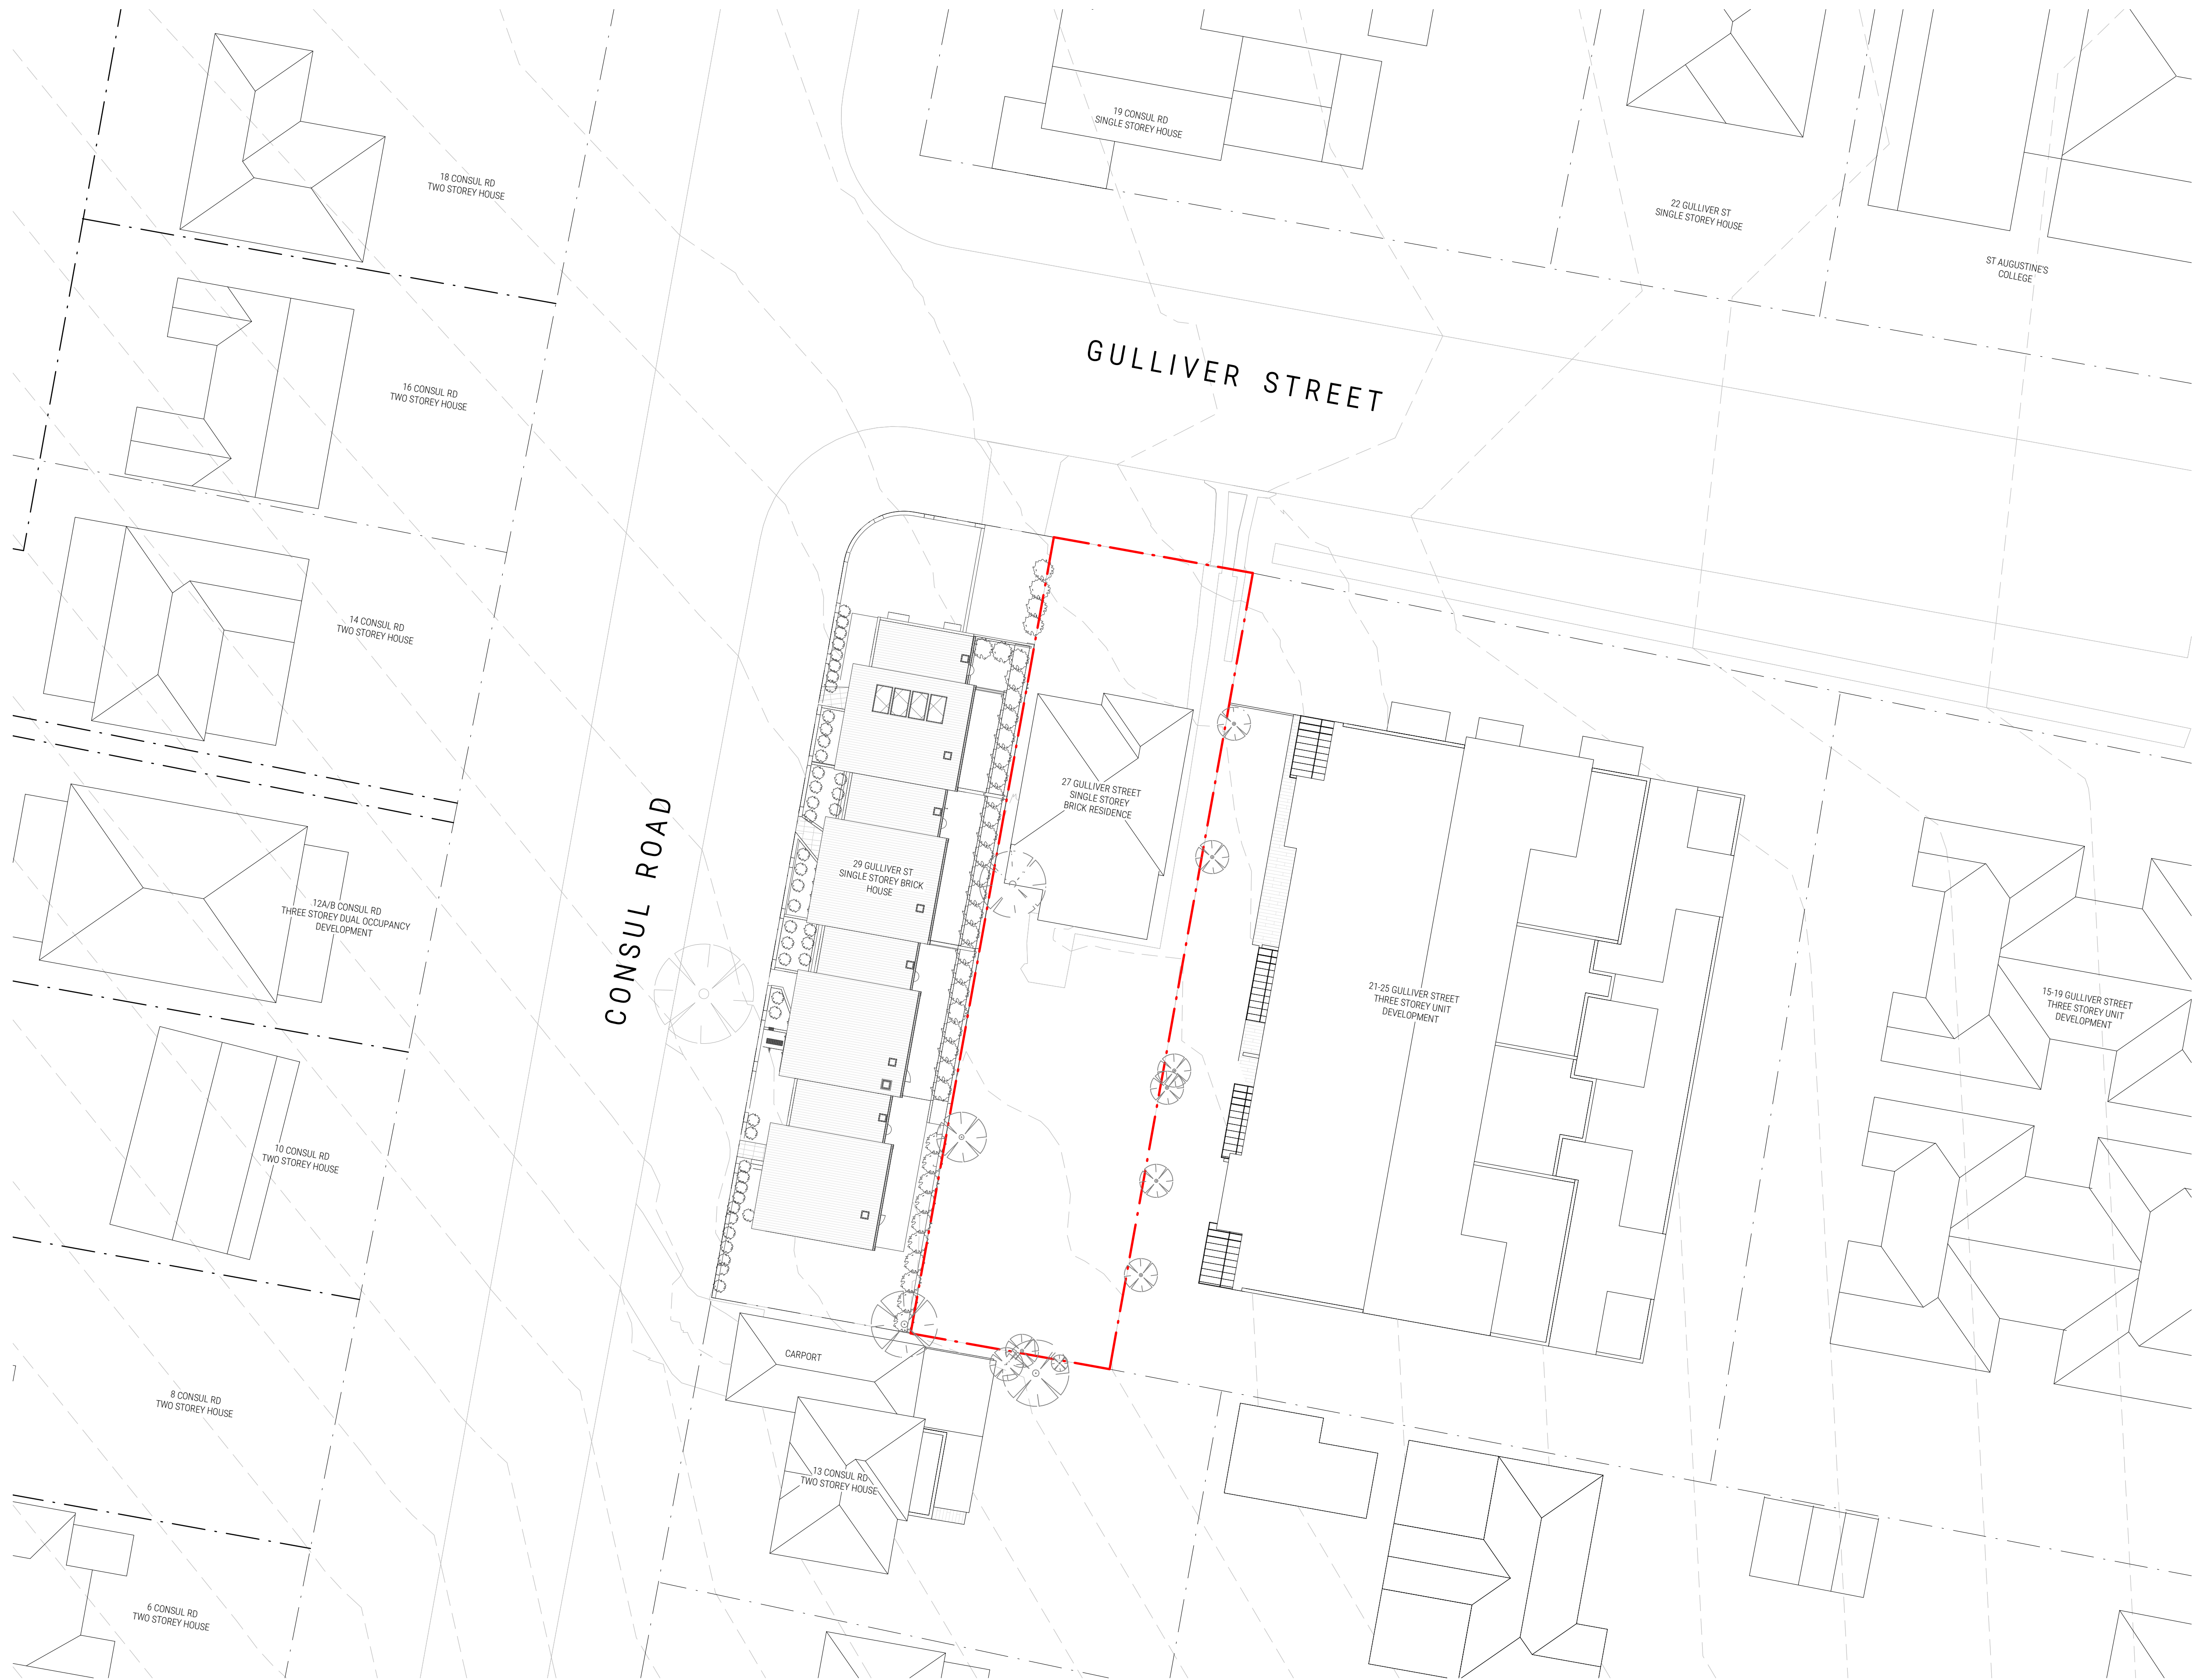 19 CONSUL RD
SINGLE STOREY HOUSE
18 CONSUL RD
TWO STOREY HOUSE
22 GULLIVER ST
SINGLE STOREY HOUSE
ST AUGUSTINE'S
COLLEGE
GULLIVER STREET
16 CONSUL RD
TWO STOREY HOUSE
14 CONSUL RD
TWO STOREY HOUSE
27 GULLIVER STREET
SINGLE STOREY
BRICK RESIDENCE
CONSUL ROAD
29 GULLIVER ST
SINGLE STOREY BRICK
HOUSE
12A/B CONSUL RD
THREE STOREY DUAL OCCUPANCY
DEVELOPMENT
21-25 GULLIVER STREET
THREE STOREY UNIT
DEVELOPMENT
15-19 GULLIVER STREET
THREE STOREY UNIT
DEVELOPMENT
10 CONSUL RD
TWO STOREY HOUSE
CARPORT
8 CONSUL RD
TWO STOREY HOUSE
13 CONSUL RD
TWO STOREY HOUSE
6 CONSUL RD
TWO STOREY HOUSE